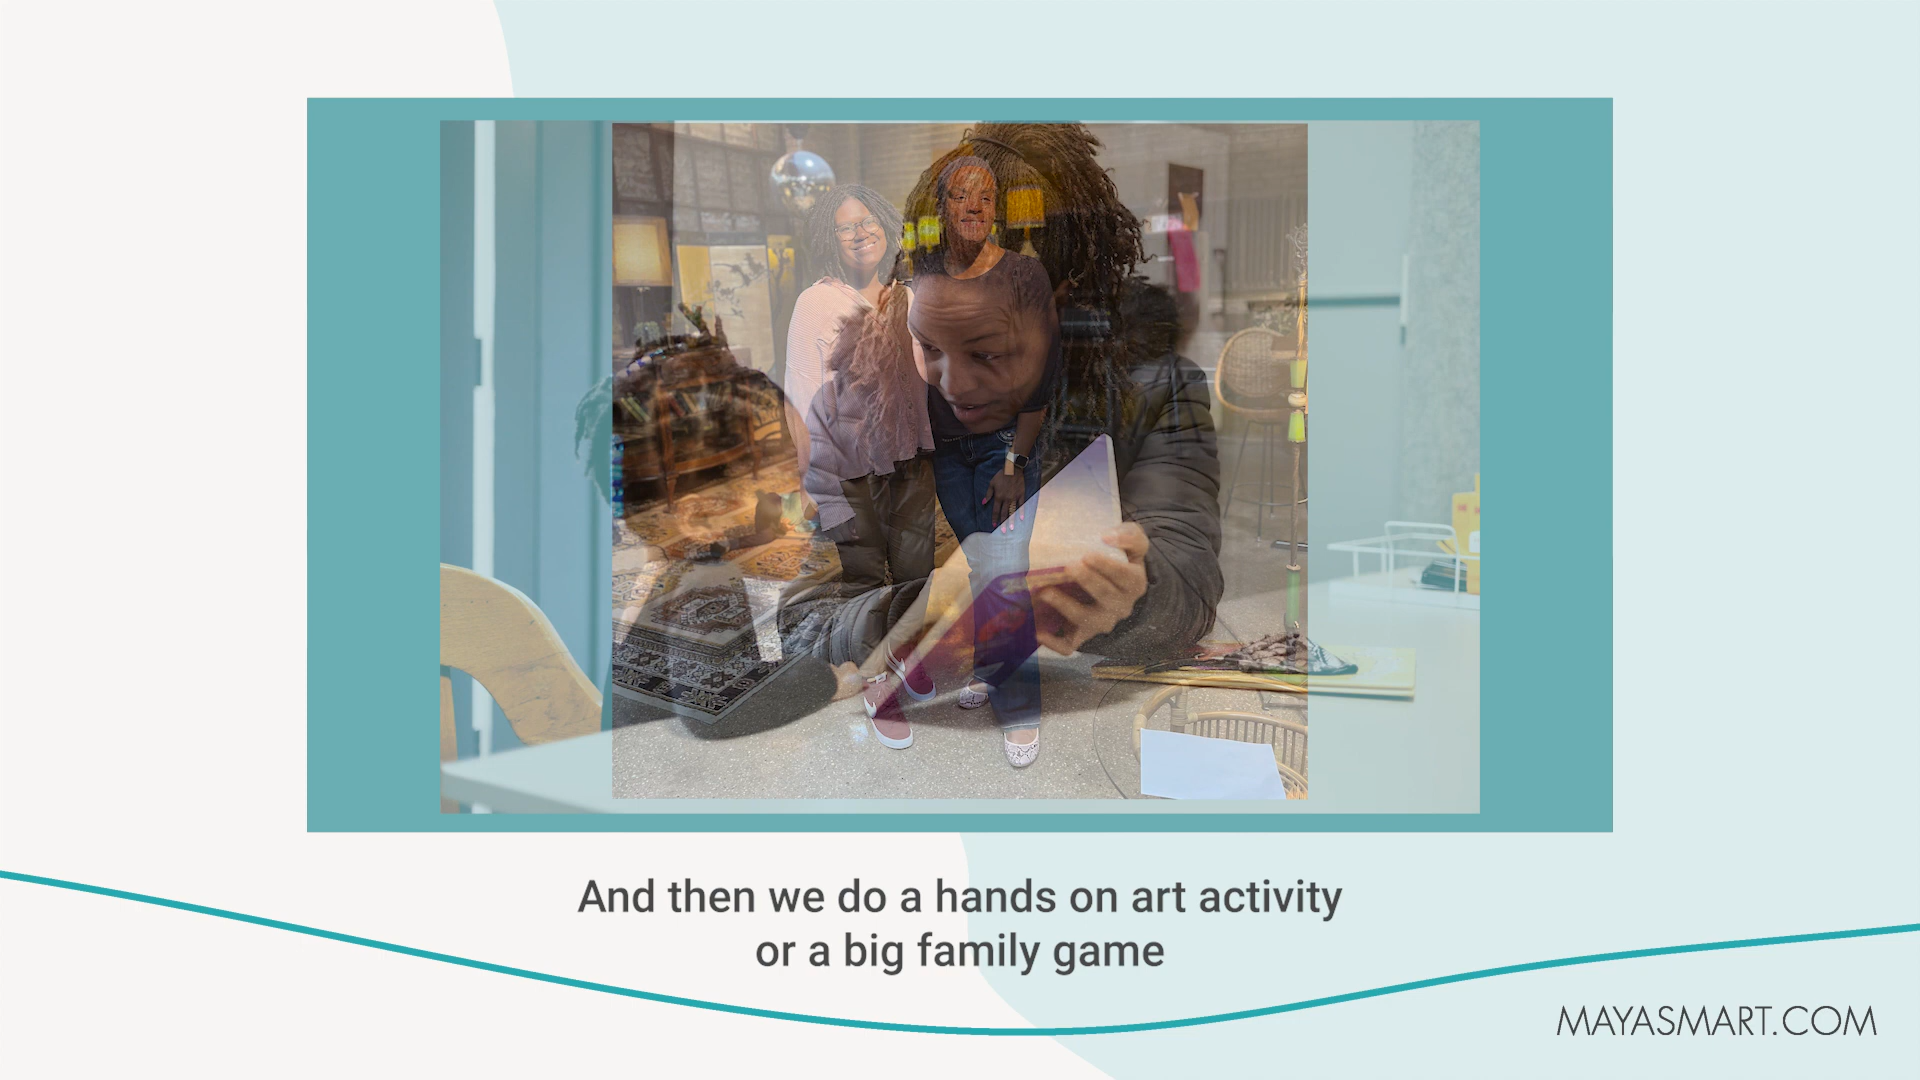 And then we do a hands on art activity
or a big family game
MAYASMART.COM